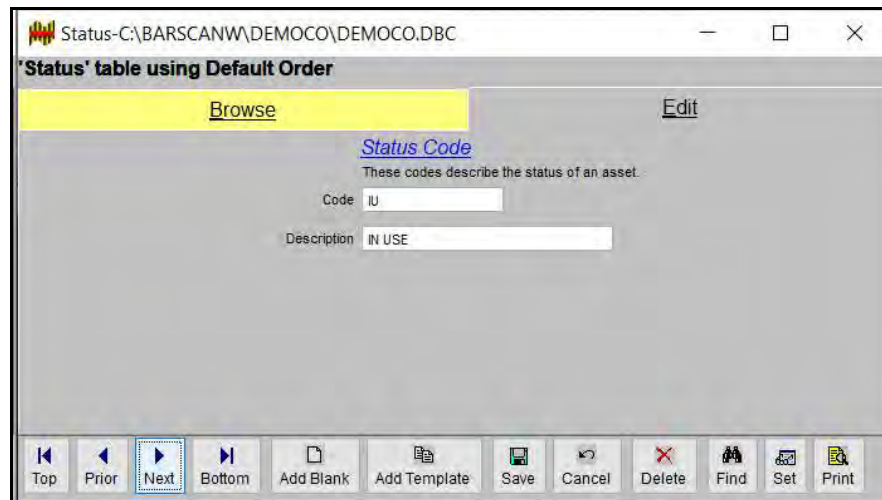 Status-C:\BARSCANW\DEMOCO\DEMOCO.DBC
'Status' table using Default Order
Browse Edit
Status Code
These codes describe the status of an asset.
Code IU
Description IN USE
Top Prior Next Bottom Add Blank Add Template Save Cancel Delete Find Set Print